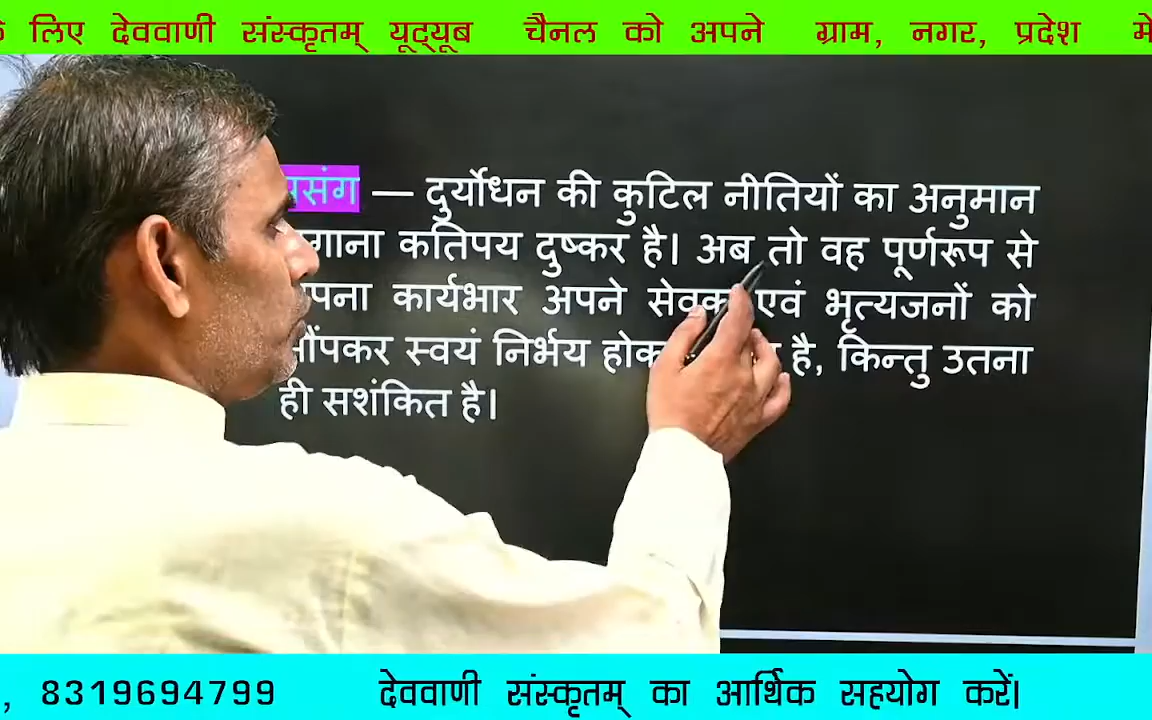 लिए देववाणी संस्कृतम् यूट्यूब चैनल को अपने ग्राम, नगर, प्रदेश
— दुर्योधन की कुटिल नीतियों का अनुमान
कतिपय दुष्कर है। अब तो वह पूर्णरूप से
कार्यभार अपने सेवक एवं भृत्यजनों को
स्वयं निर्भय है, किन्तु उतना
ही सशंकित है।
, 8319694799 देववाणी संस्कृतम् का आर्थिक सहयोग करें।